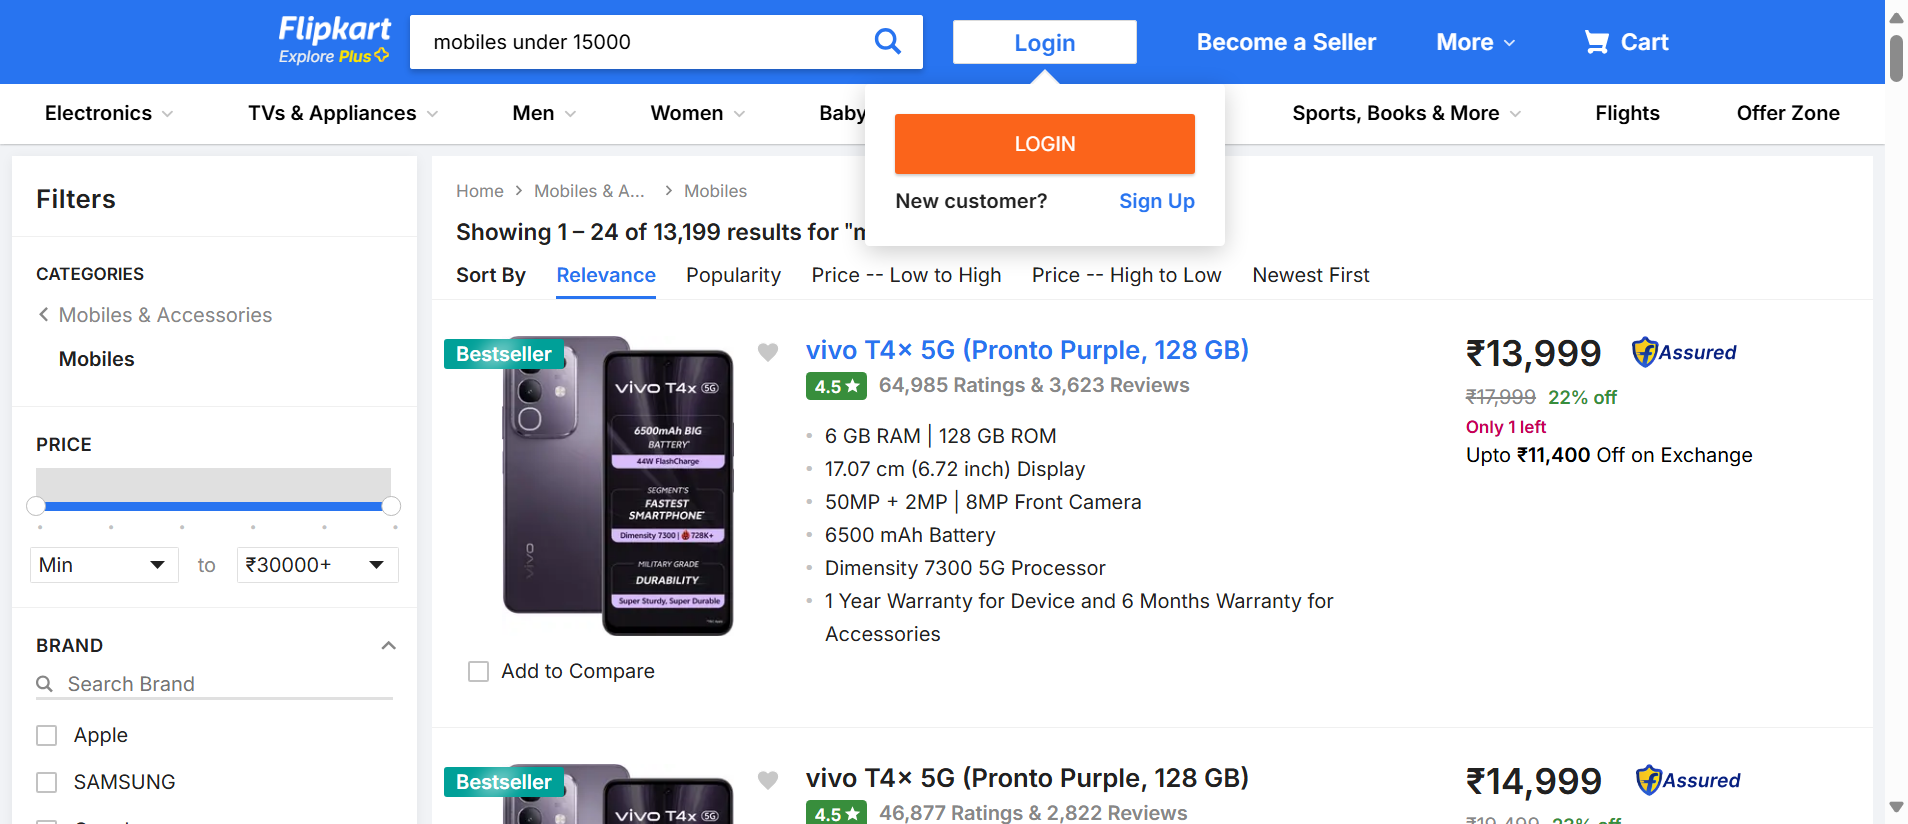 Flipkart
Explore Plus
mobiles under 15000
Login
Become a Seller
More
Cart
Electronics
TVs & Appliances
Men
Women
Baby
Sports, Books & More
Flights
Offer Zone
LOGIN
New customer?
Sign Up
Filters
CATEGORIES
Mobiles & Accessories
Mobiles
PRICE
Min
to
₹30000+
BRAND
Search Brand
Apple
SAMSUNG
Home
Mobiles & A...
Mobiles
Showing 1 – 24 of 13,199 results for "m
Sort By
Relevance
Popularity
Price -- Low to High
Price -- High to Low
Newest First
Bestseller
vivo T4x 5G
6500mAh BIG
BATTERY*
44W FlashCharge
SEGMENT'S
FASTEST
SMARTPHONE*
Dimensity 7300 | 728K+
MILITARY GRADE
DURABILITY
Super Sturdy, Super Durable
vivo
Add to Compare
vivo T4x 5G (Pronto Purple, 128 GB)
4.5★ 64,985 Ratings & 3,623 Reviews
6 GB RAM | 128 GB ROM
17.07 cm (6.72 inch) Display
50MP + 2MP | 8MP Front Camera
6500 mAh Battery
Dimensity 7300 5G Processor
1 Year Warranty for Device and 6 Months Warranty for
Accessories
₹13,999
Assured
₹17,999 22% off
Only 1 left
Upto ₹11,400 Off on Exchange
Bestseller
vivo T4x 5G
vivo T4x 5G (Pronto Purple, 128 GB)
4.5★ 46,877 Ratings & 2,822 Reviews
₹14,999
Assured